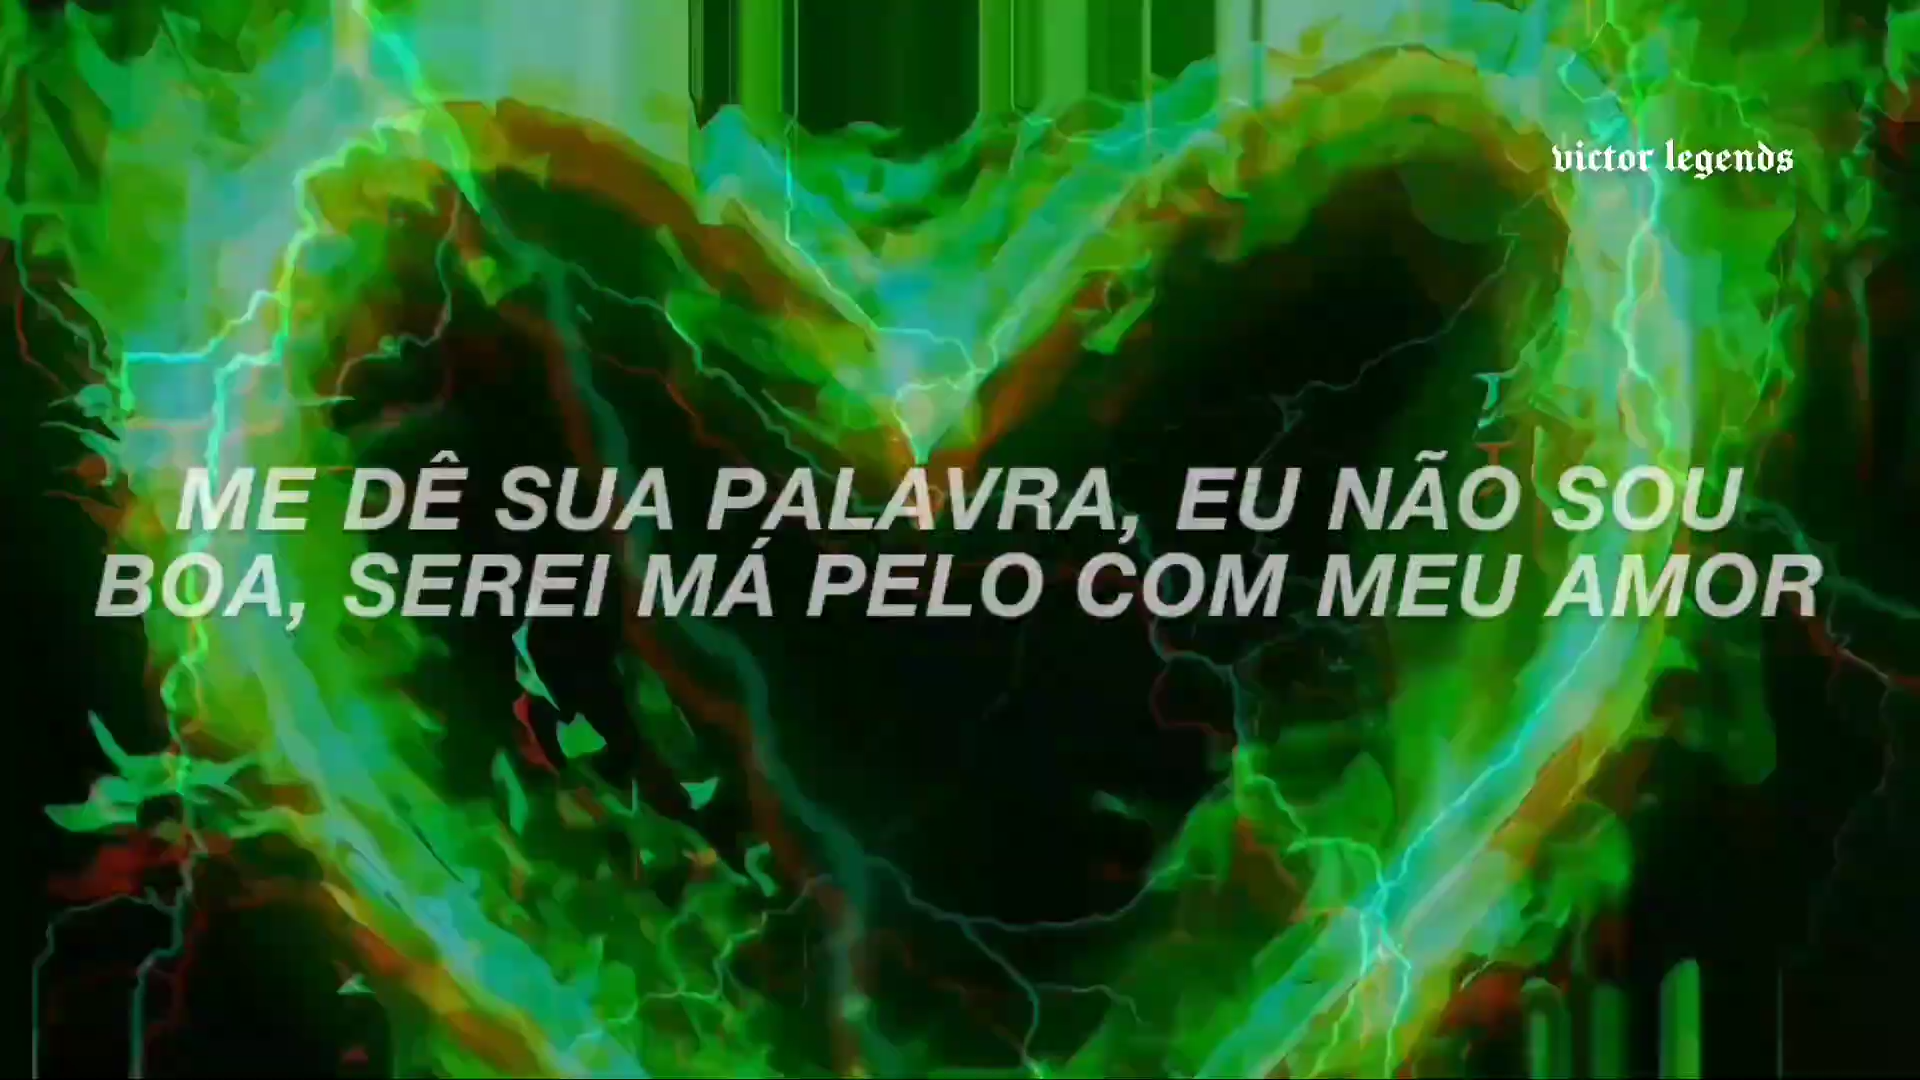 victor legends
ME DÊ SUA PALAVRA, EU NÃO SOU
BOA, SEREI MÁ PELO COM MEU AMOR